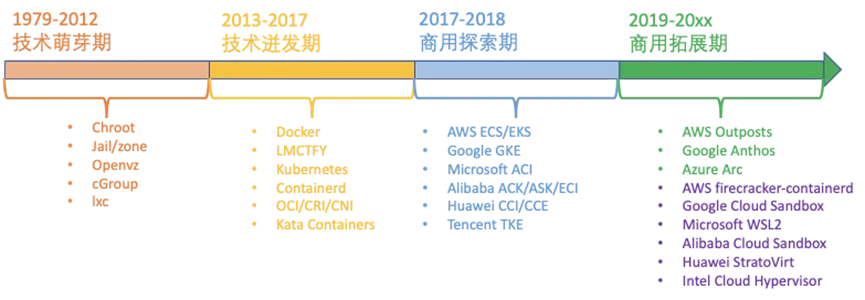 1979-2012
技术萌芽期
Chroot
Jail/zone
Openvz
cGroup
lxc
2013-2017
技术迸发期
Docker
LMCTFY
Kubernetes
Containerd
OCI/CRI/CNI
Kata Containers
2017-2018
商用探索期
AWS ECS/EKS
Google GKE
Microsoft ACI
Alibaba ACK/ASK/ECI
Huawei CCI/CCE
Tencent TKE
2019-20xx
商用拓展期
AWS Outposts
Google Anthos
Azure Arc
AWS firecracker-containerd
Google Cloud Sandbox
Microsoft WSL2
Alibaba Cloud Sandbox
Huawei StratoVirt
Intel Cloud Hypervisor